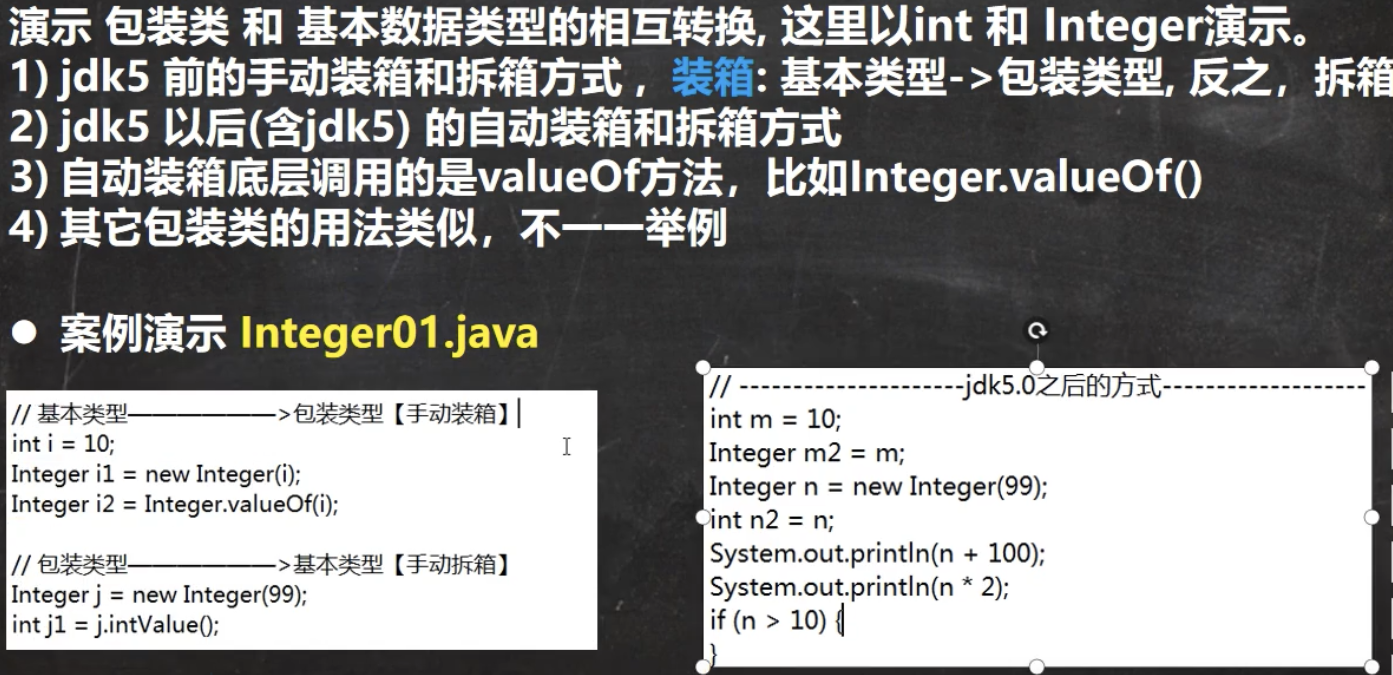 演示 包装类 和 基本数据类型的相互转换, 这里以int 和 Integer演示。
1) jdk5 前的手动装箱和拆箱方式 ，装箱: 基本类型->包装类型, 反之，拆箱
2) jdk5 以后(含jdk5) 的自动装箱和拆箱方式
3) 自动装箱底层调用的是valueOf方法，比如Integer.valueOf()
4) 其它包装类的用法类似，不一一举例
● 案例演示 Integer01.java
// 基本类型——————>包装类型【手动装箱】
int i = 10;
Integer i1 = new Integer(i);
Integer i2 = Integer.valueOf(i);
// 包装类型——————>基本类型【手动拆箱】
Integer j = new Integer(99);
int j1 = j.intValue();
// ---------------------jdk5.0之后的方式-------------------
int m = 10;
Integer m2 = m;
Integer n = new Integer(99);
int n2 = n;
System.out.println(n + 100);
System.out.println(n * 2);
if (n > 10) {
}